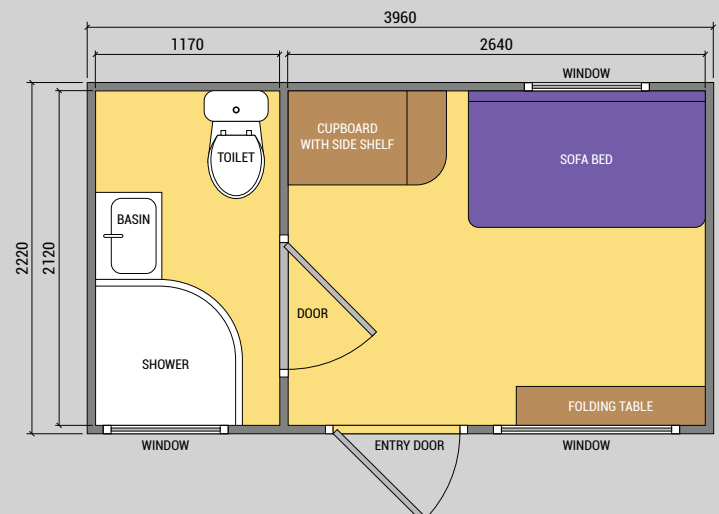 3960
1170
2640
WINDOW
CUPBOARD
WITH SIDE SHELF
TOILET
SOFA BED
BASIN
2220
2120
DOOR
SHOWER
FOLDING TABLE
WINDOW
ENTRY DOOR
WINDOW